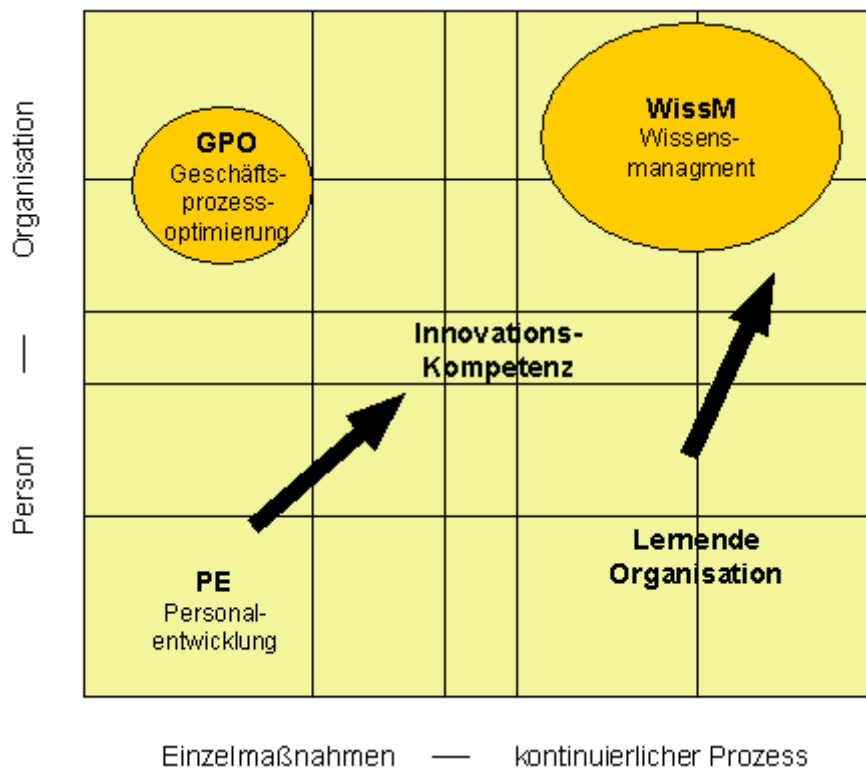 GPO
Geschäfts-
prozess-
optimierung
WissM
Wissens-
managment
Organisation
—
Person
Innovations-
Kompetenz
Lernende
Organisation
PE
Personal-
entwicklung
Einzelmaßnahmen — kontinuierlicher Prozess